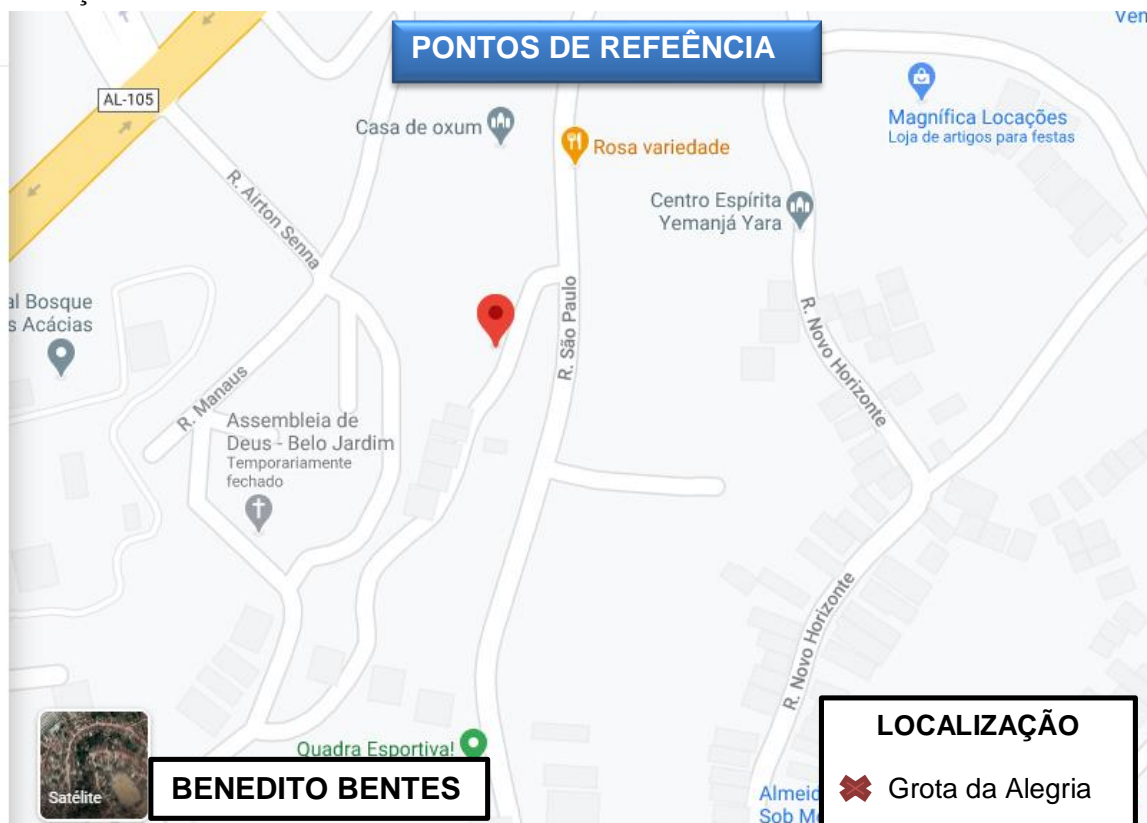 PONTOS DE REFEÊNCIA
AL-105
Casa de oxum
Rosa variedade
Magnífica Locações
Loja de artigos para festas
R. Airton Senna
Centro Espírita
Yemanjá Yara
al Bosque
s Acácias
R. São Paulo
R. Novo Horizonte
R. Manaus
Assembleia de
Deus - Belo Jardim
Temporariamente
fechado
R. Novo Horizonte
Quadra Esportiva!
Satélite
BENEDITO BENTES
LOCALIZAÇÃO
Grota da Alegria
Almeid
Sob